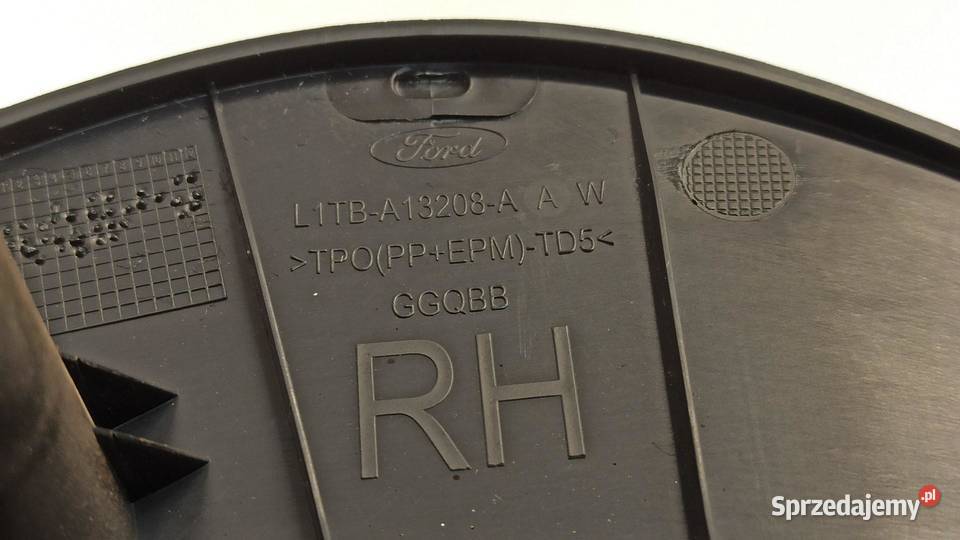 Ford
L1TB-A13208-A A W
>TPO(PP+EPM)-TD5<
GGQBB
RH
Sprzedajemy.pl